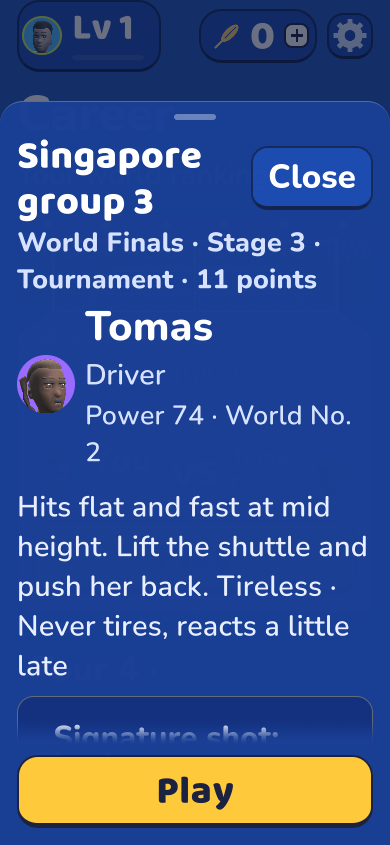 Lv 1
0
Career
Singapore
group 3
Close
World Finals · Stage 3 ·
Tournament · 11 points
Tomas
Driver
Power 74 · World No.
2
Hits flat and fast at mid
height. Lift the shuttle and
push her back. Tireless ·
Never tires, reacts a little
late
Signature shot:
Play